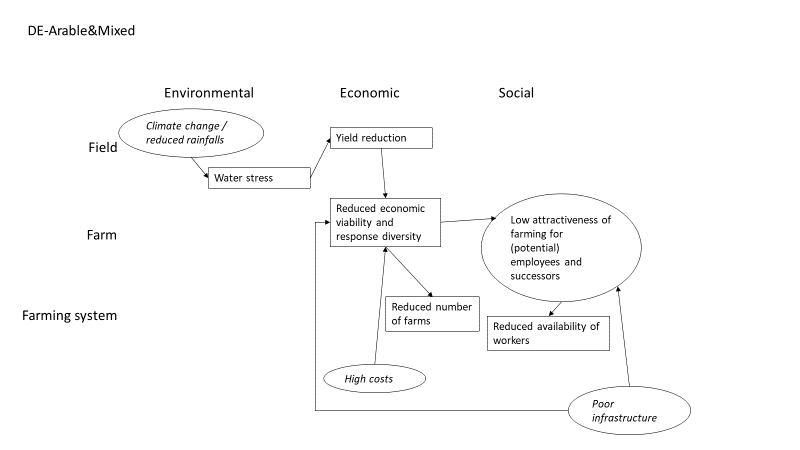 DE-Arable&Mixed
Environmental
Economic
Social
Climate change /
reduced rainfalls
Field
Yield reduction
Water stress
Reduced economic
viability and
response diversity
Low attractiveness of
farming for
(potential)
employees and
successors
Farm
Farming system
Reduced number
of farms
Reduced availability of
workers
High costs
Poor
infrastructure